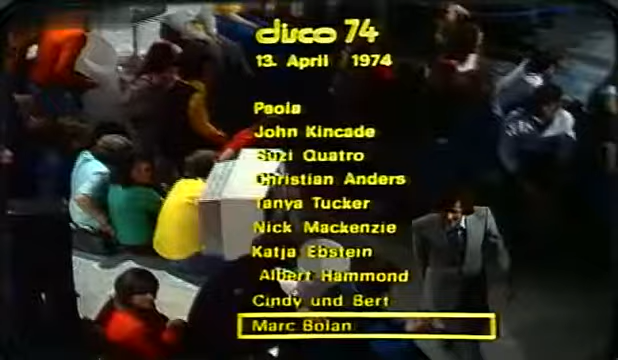 disco 74
13. April 1974
Paola
John Kincade
Suzi Quatro
Christian Anders
Tanya Tucker
Nick Mackenzie
Katja Ebstein
Albert Hammond
Cindy und Bert
Marc Bolan